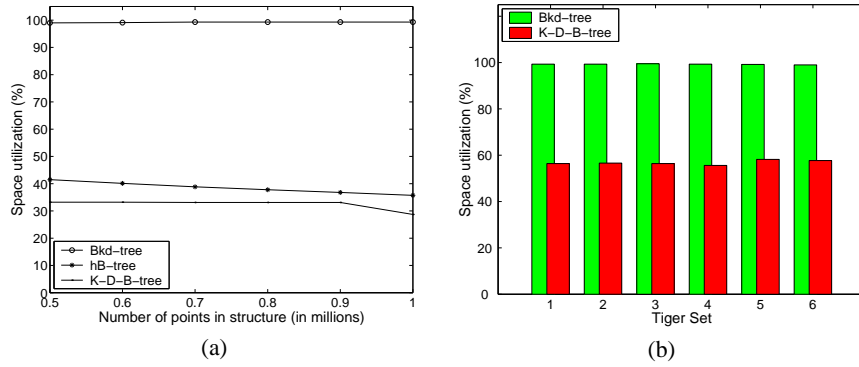 100
90
80
70
60
50
40
30
20
10
0
Space utilization (%)
Bkd−tree
hB−tree
K−D−B−tree
0.5 0.6 0.7 0.8 0.9 1
Number of points in structure (in millions)
(a)
Bkd−tree
K−D−B−tree
100
80
60
40
20
0
Space utilization (%)
1 2 3 4 5 6
Tiger Set
(b)